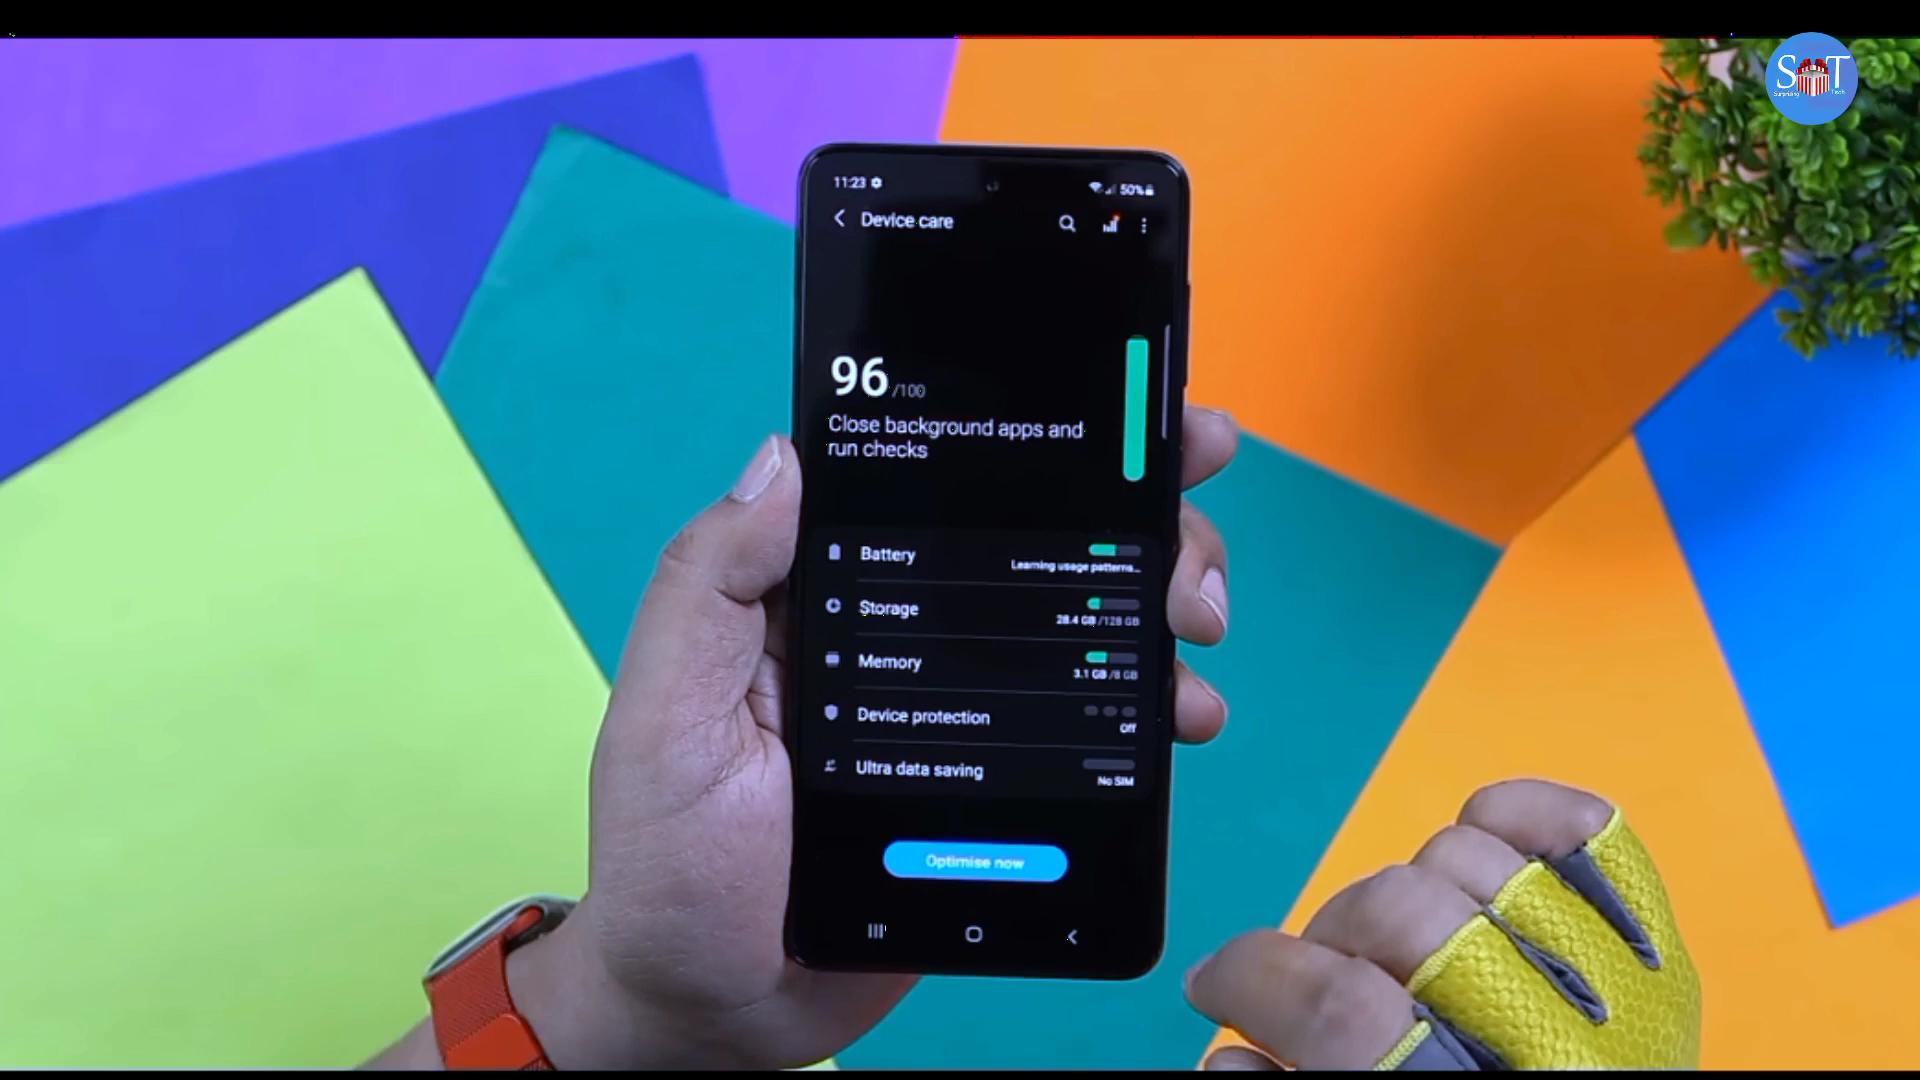 S T
Surprising Tech
11:23
50%
Device care
96 /100
Close background apps and
run checks
Battery
Learning usage patterns...
Storage
28.4 GB /128 GB
Memory
3.1 GB /8 GB
Device protection
Off
Ultra data saving
No SIM
Optimise now